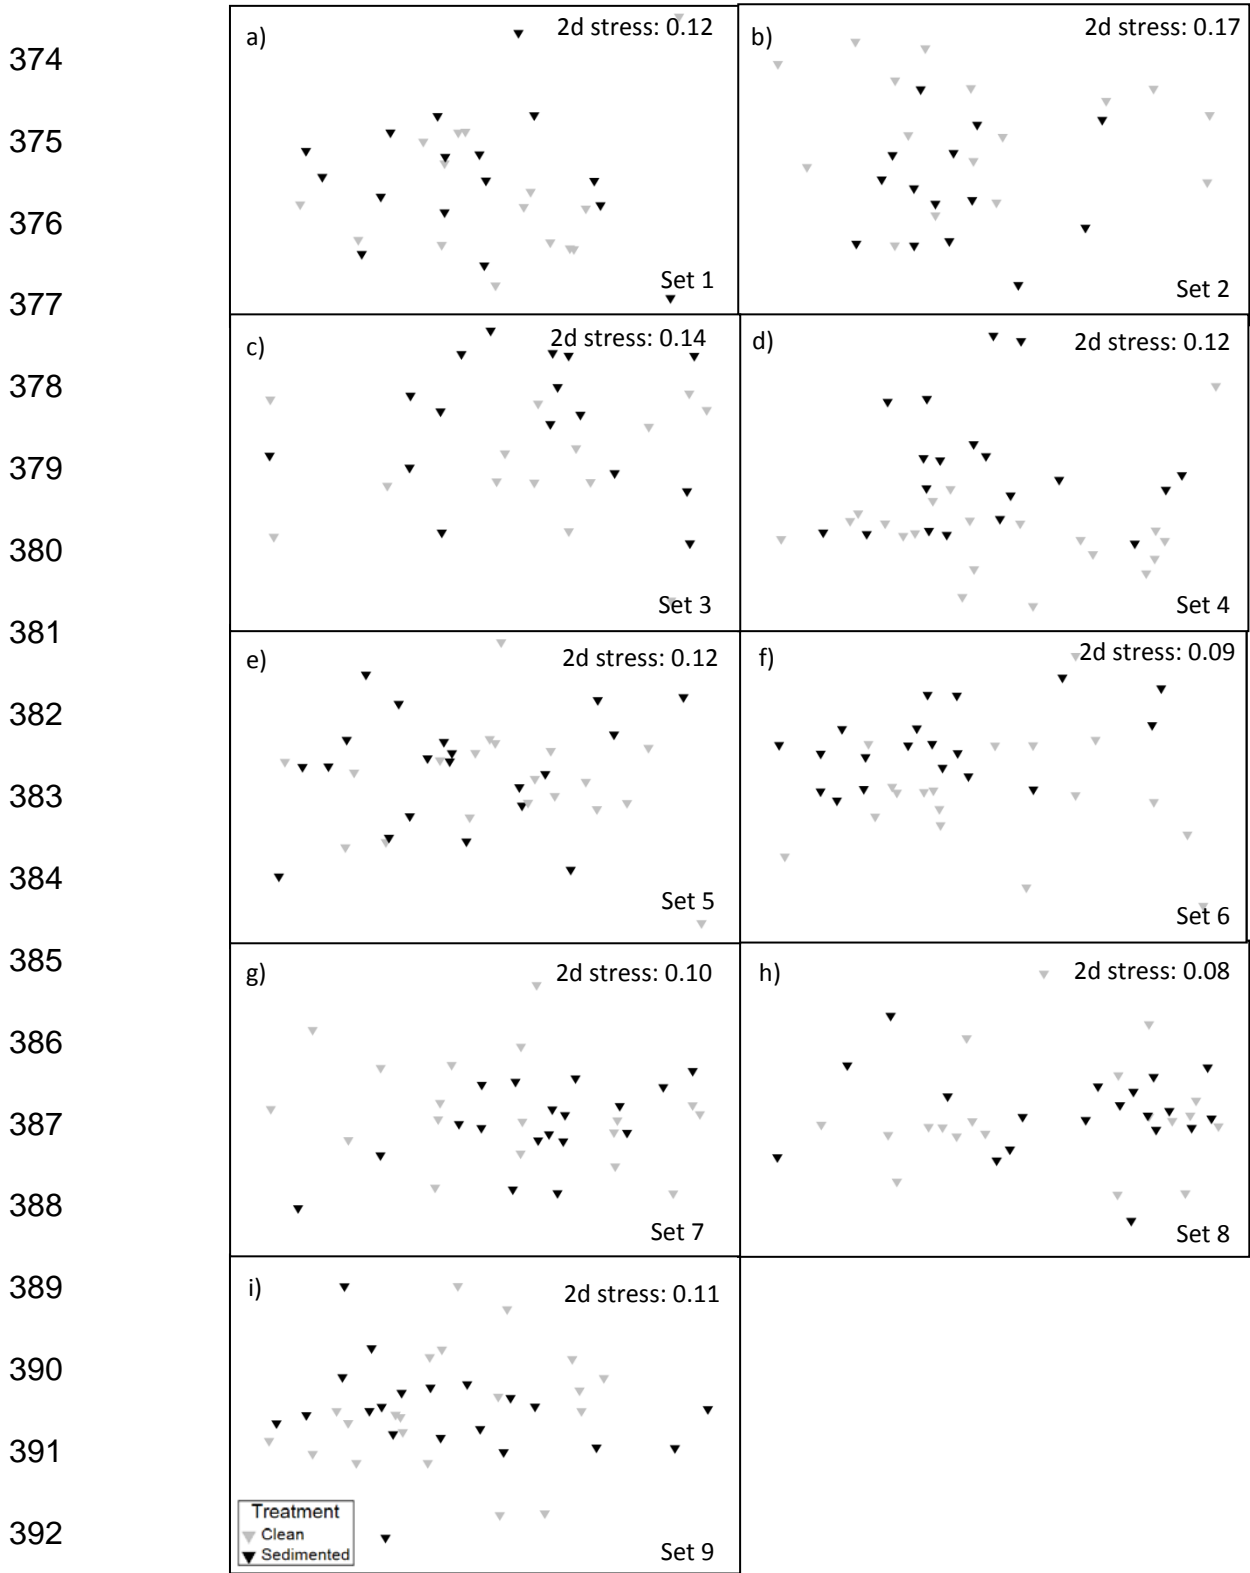 a)
2d stress: 0.12
b)
2d stress: 0.17
374
375
376
Set 1
Set 2
377
c)
2d stress: 0.14
d)
2d stress: 0.12
378
379
380
Set 3
Set 4
381
e)
2d stress: 0.12
f)
2d stress: 0.09
382
383
384
Set 5
Set 6
385
g)
2d stress: 0.10
h)
2d stress: 0.08
386
387
388
Set 7
Set 8
389
i)
2d stress: 0.11
390
391
Treatment
Clean
Sedimented
392
Set 9